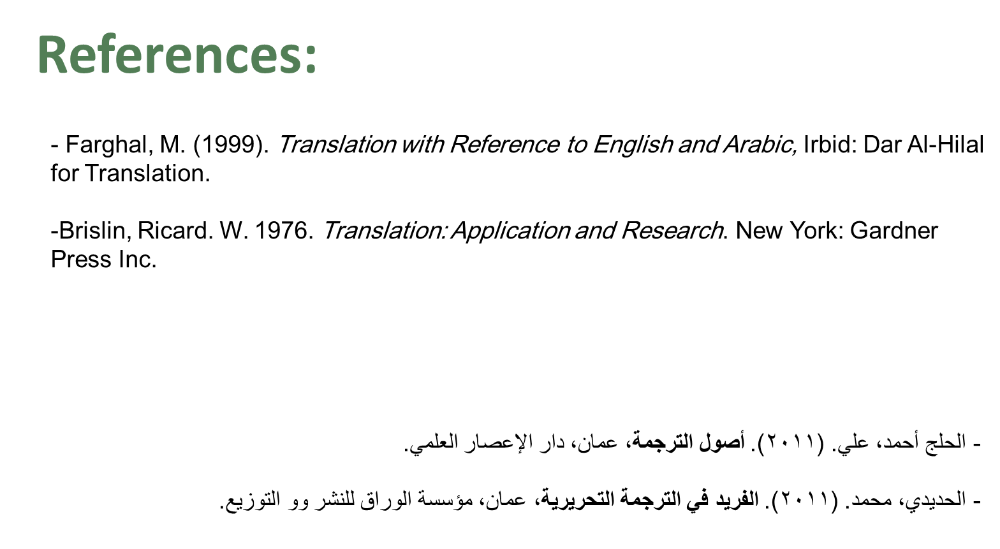 References:
- Farghal, M. (1999). Translation with Reference to English and Arabic, Irbid: Dar Al-Hilal
for Translation.
-Brislin, Ricard. W. 1976. Translation: Application and Research. New York: Gardner
Press Inc.
- الحلج أحمد، علي. (٢٠١١). أصول الترجمة، عمان، دار الإعصار العلمي.
- الحديدي، محمد. (٢٠١١). الفريد في الترجمة التحريرية، عمان، مؤسسة الوراق للنشر وو التوزيع.